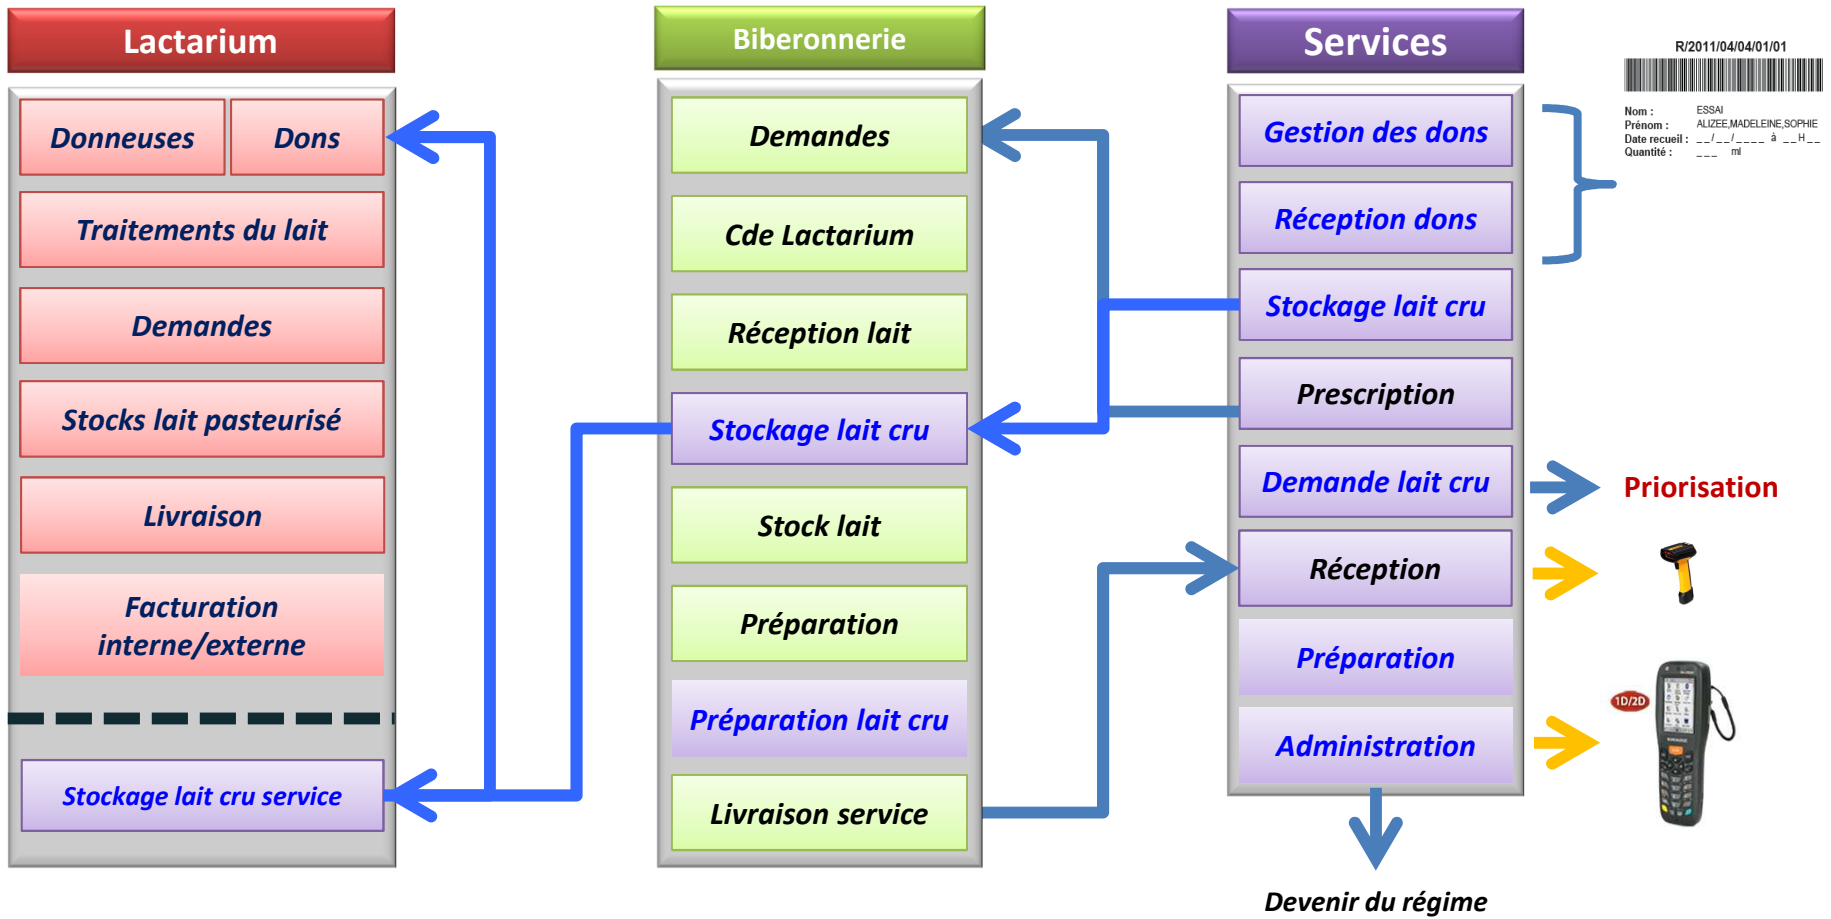 Lactarium
Donneuses
Dons
Traitements du lait
Demandes
Stocks lait pasteurisé
Livraison
Facturation
interne/externe
Stockage lait cru service
Biberonnerie
Demandes
Cde Lactarium
Réception lait
Stockage lait cru
Stock lait
Préparation
Préparation lait cru
Livraison service
Services
Gestion des dons
Réception dons
Stockage lait cru
Prescription
Demande lait cru
Réception
Préparation
Administration
Devenir du régime
R/2011/04/04/01/01
Nom : ESSAI
Prénom : ALIZEE,MADELEINE,SOPHIE
Date recueil : _ _ / _ _ / _ _ _ _ à _ _ H _ _
Quantité : _ _ _ ml
Priorisation
1D/2D